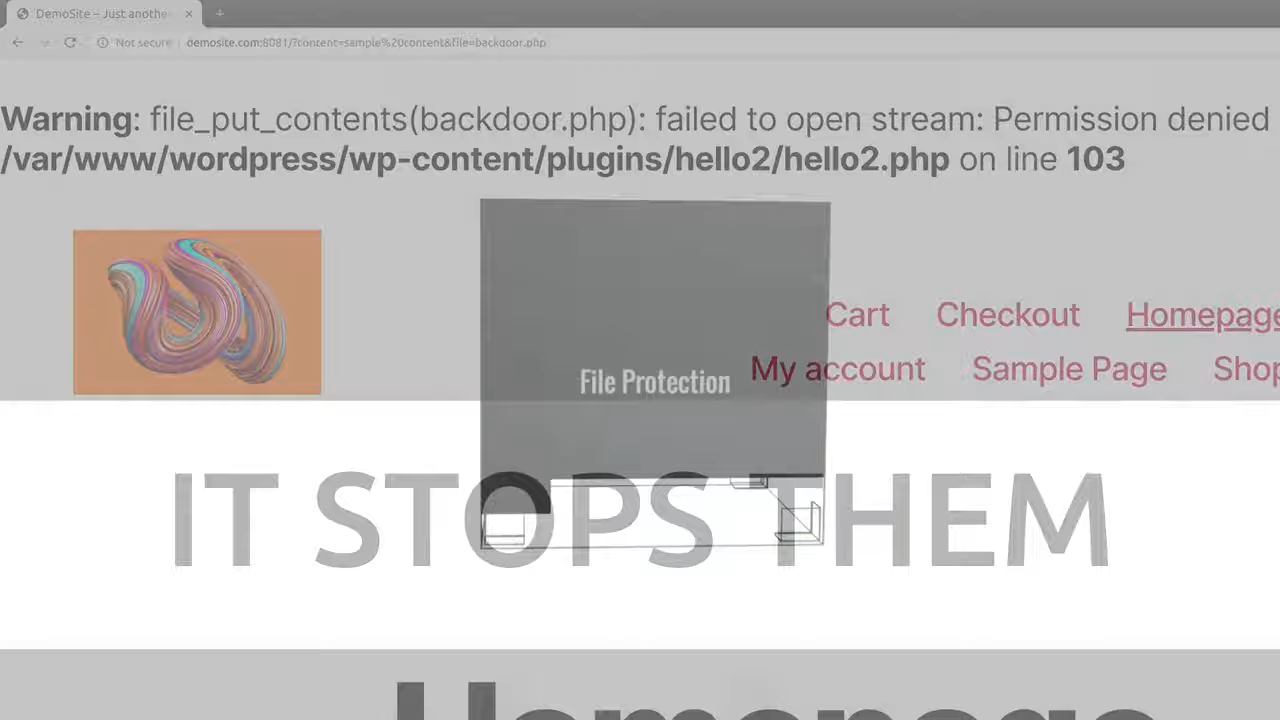 DemoSite – Just anothe
Not secure
demosite.com:8081/?content=sample%20content&file=backdoor.php
Warning: file_put_contents(backdoor.php): failed to open stream: Permission denied
/var/www/wordpress/wp-content/plugins/hello2/hello2.php on line 103
Cart Checkout Homepage
My account Sample Page Shop
File Protection
IT STOPS THEM
Homepage